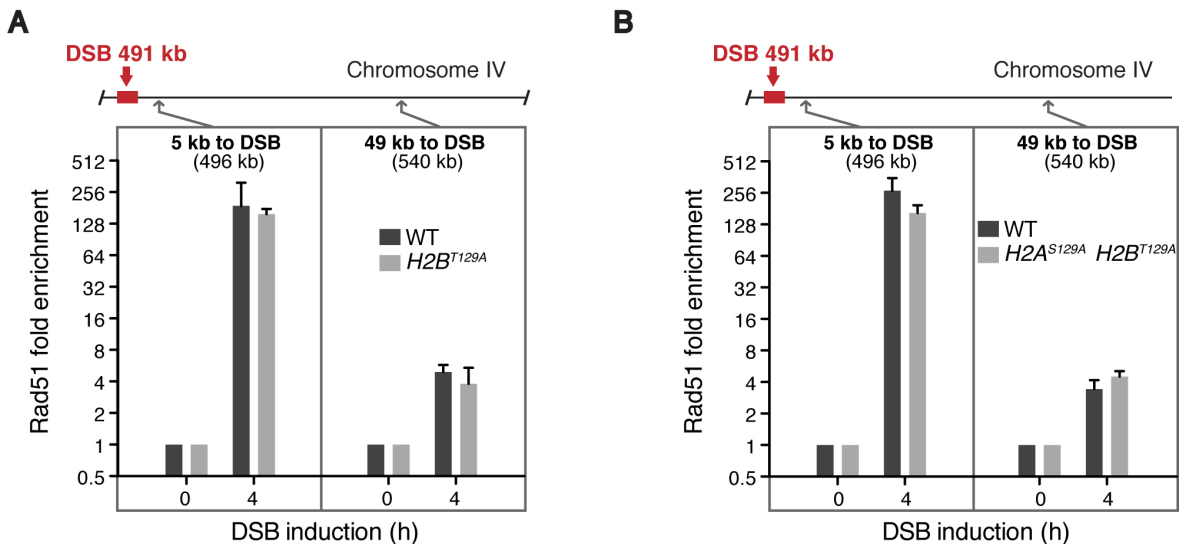 A
DSB 491 kb
Chromosome IV
5 kb to DSB
(496 kb)
49 kb to DSB
(540 kb)
Rad51 fold enrichment
512
256
128
64
32
16
8
4
2
1
0.5
WT
H2B^T129A
0
4
0
4
DSB induction (h)
B
DSB 491 kb
Chromosome IV
5 kb to DSB
(496 kb)
49 kb to DSB
(540 kb)
Rad51 fold enrichment
512
256
128
64
32
16
8
4
2
1
0.5
WT
H2A^S129A H2B^T129A
0
4
0
4
DSB induction (h)